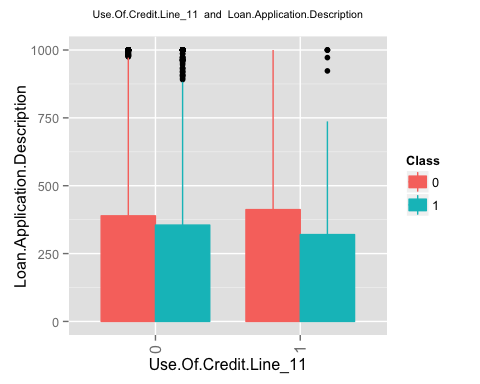 Use.Of.Credit.Line_11 and Loan.Application.Description
Loan.Application.Description
1000
750
500
250
0
0
1
Use.Of.Credit.Line_11
Class
0
1